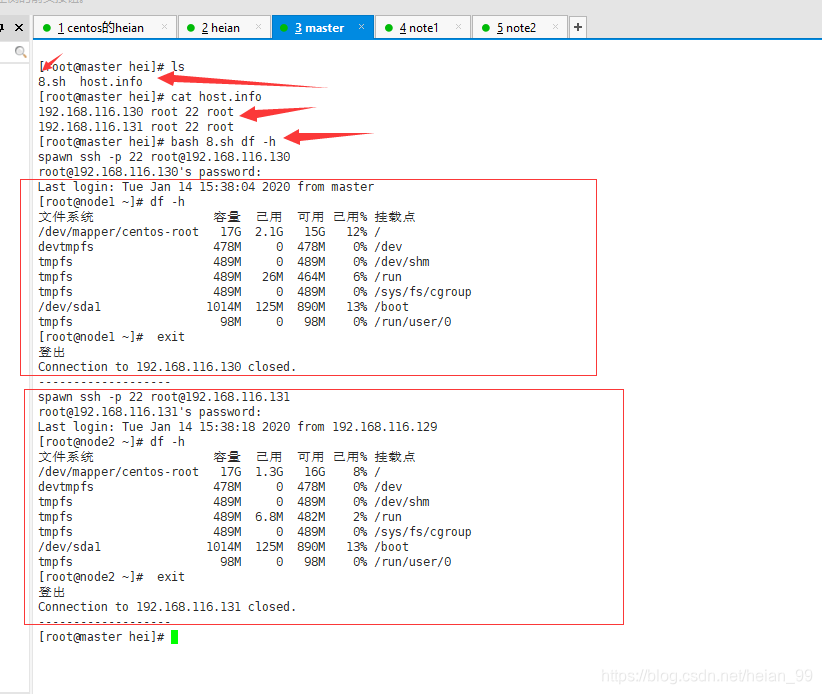 1 centos的heian × 2 heian × 3 master × 4 note1 × 5 note2 × +
[root@master hei]# ls
8.sh  host.info
[root@master hei]# cat host.info
192.168.116.130 root 22 root
192.168.116.131 root 22 root
[root@master hei]# bash 8.sh df -h
spawn ssh -p 22 root@192.168.116.130
root@192.168.116.130's password:
Last login: Tue Jan 14 15:38:04 2020 from master
[root@node1 ~]# df -h
文件系统                 容量  已用  可用 已用% 挂载点
/dev/mapper/centos-root   17G  2.1G   15G   12% /
devtmpfs                 478M     0  478M    0% /dev
tmpfs                    489M     0  489M    0% /dev/shm
tmpfs                    489M   26M  464M    6% /run
tmpfs                    489M     0  489M    0% /sys/fs/cgroup
/dev/sda1               1014M  125M  890M   13% /boot
tmpfs                     98M     0   98M    0% /run/user/0
[root@node1 ~]#  exit
登出
Connection to 192.168.116.130 closed.
-------------------
spawn ssh -p 22 root@192.168.116.131
root@192.168.116.131's password:
Last login: Tue Jan 14 15:38:18 2020 from 192.168.116.129
[root@node2 ~]# df -h
文件系统                 容量  已用  可用 已用% 挂载点
/dev/mapper/centos-root   17G  1.3G   16G    8% /
devtmpfs                 478M     0  478M    0% /dev
tmpfs                    489M     0  489M    0% /dev/shm
tmpfs                    489M  6.8M  482M    2% /run
tmpfs                    489M     0  489M    0% /sys/fs/cgroup
/dev/sda1               1014M  125M  890M   13% /boot
tmpfs                     98M     0   98M    0% /run/user/0
[root@node2 ~]#  exit
登出
Connection to 192.168.116.131 closed.
-------------------
[root@master hei]#
https://blog.csdn.net/heian_99